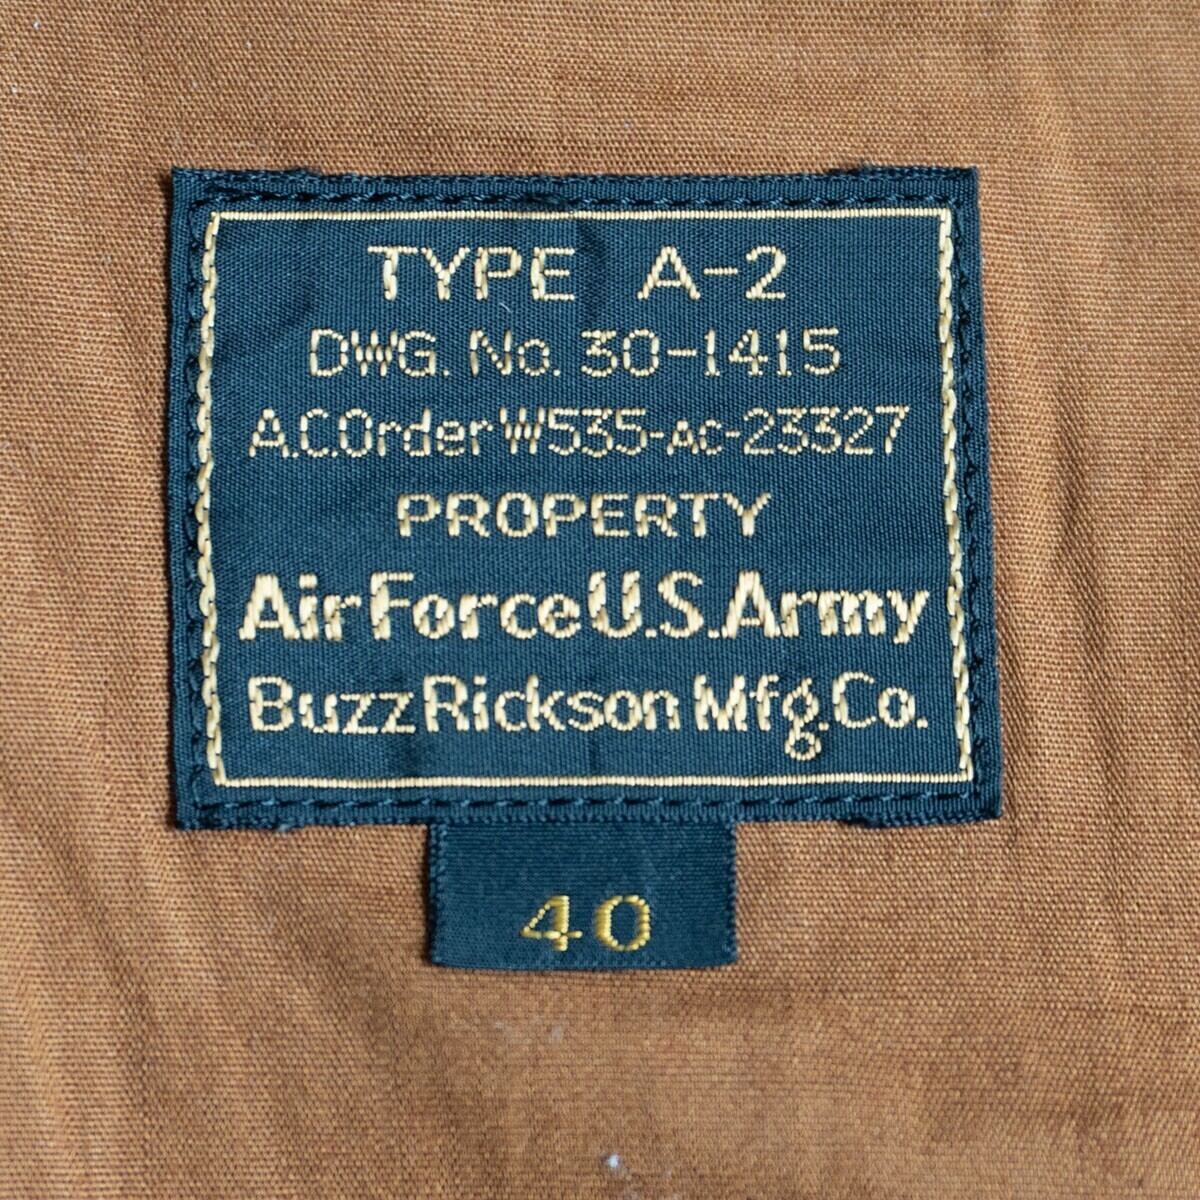 TYPE A-2
DWG. No. 30-1415
A.C.Order W535-AC-23327
PROPERTY
Air Force U.S.Army
Buzz Rickson Mfg.Co.
40